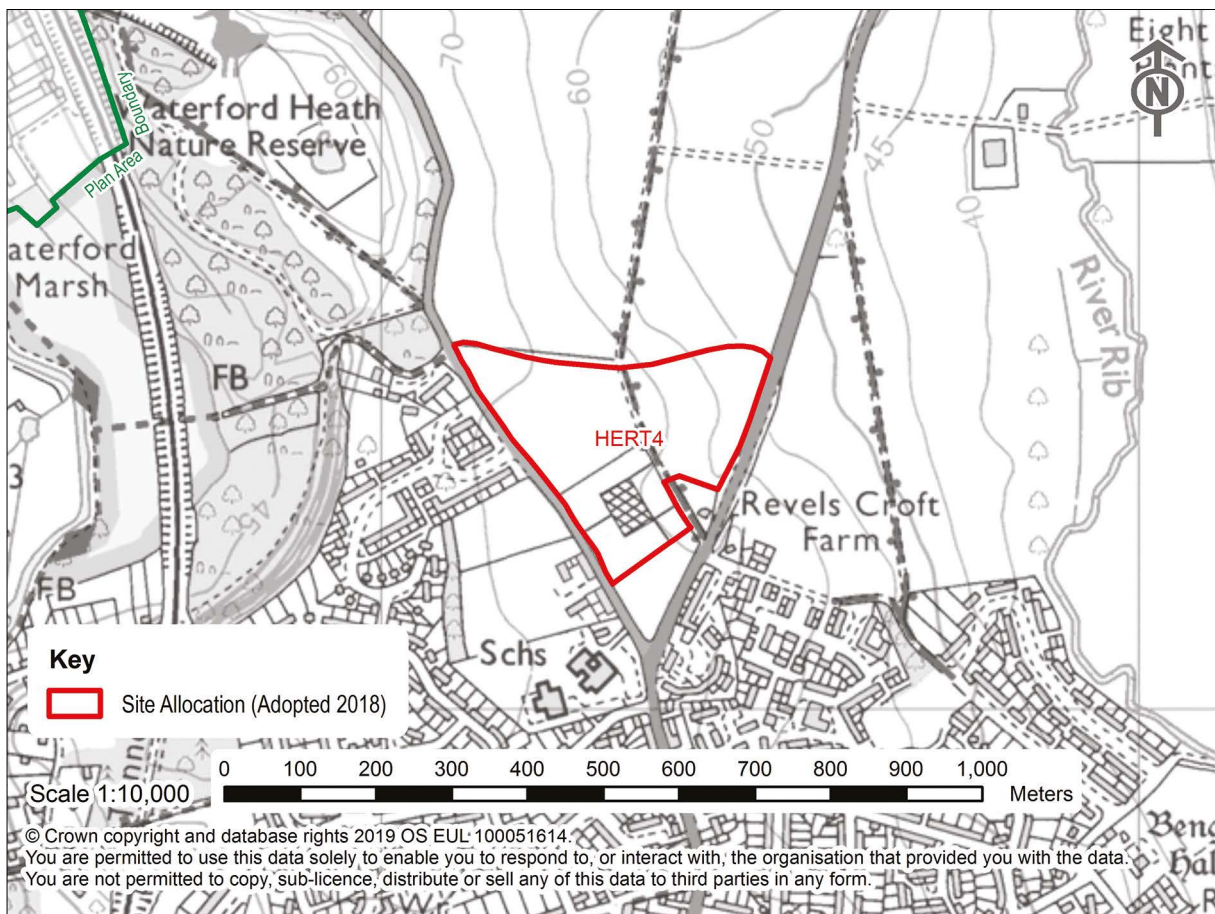 Eight
70
60
60
N
Boundary
Waterford Heath
Nature Reserve
Plan Area
50
45
40
Marsh
River Rib
FB
HERT4
3
45
Revels Croft
Farm
FB
Schs
Key
Site Allocation (Adopted 2018)
0 100 200 300 400 500 600 700 800 900 1,000
Scale 1:10,000
Meters
© Crown copyright and database rights 2019 OS EUL 100051614.
You are permitted to use this data solely to enable you to respond to, or interact with, the organisation that provided you with the data.
You are not permitted to copy, sub-licence, distribute or sell any of this data to third parties in any form.